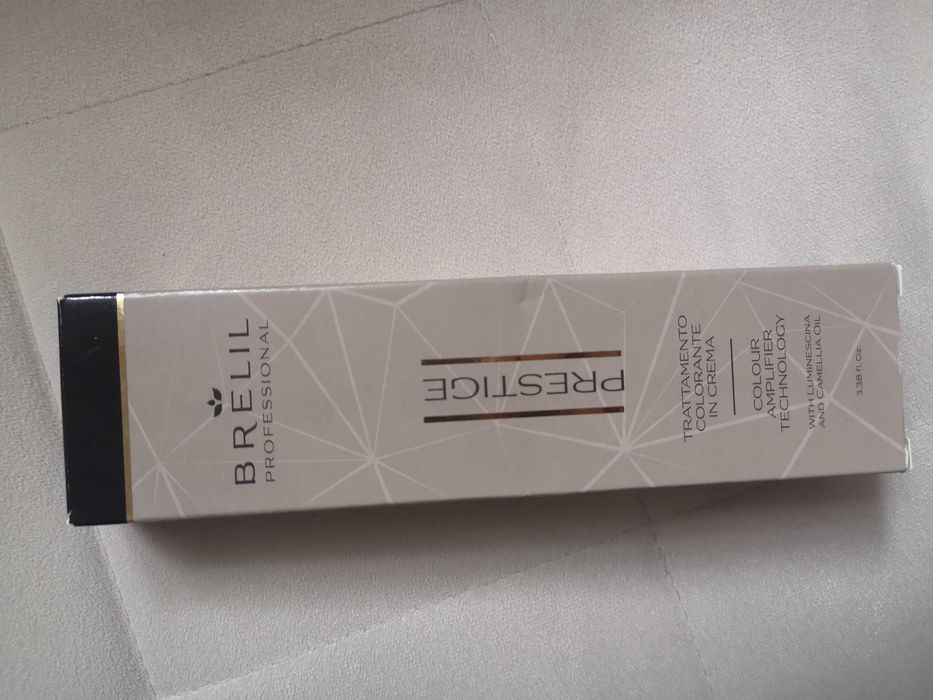 BRELIL
PROFESSIONAL
PRESTIGE
TRATTAMENTO
COLORANTE
IN CREMA
COLOUR
AMPLIFIER
TECHNOLOGY
WITH LUMINESCINA
AND CAMELLIA OIL
3.38 fl.Oz.